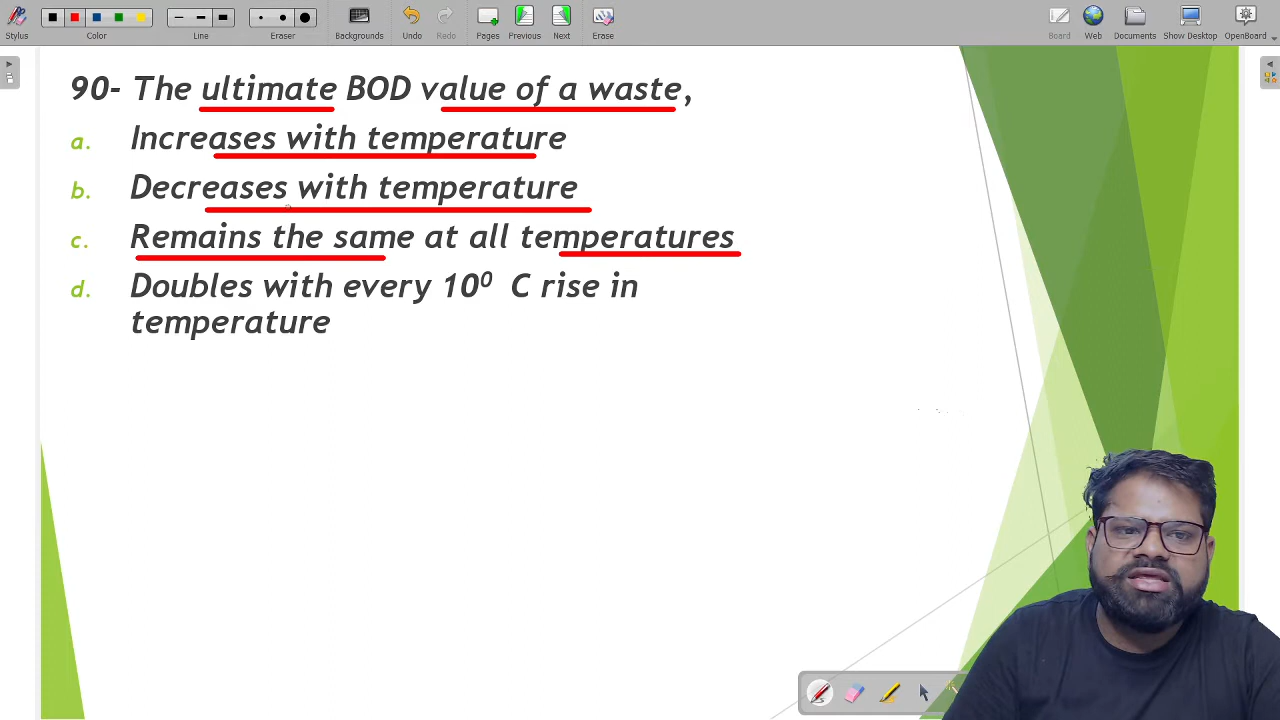 Stylus
Color
Line
Eraser
Backgrounds
Undo
Redo
Pages
Previous
Next
Erase
Board
Web
Documents
Show Desktop
OpenBoard
90- The ultimate BOD value of a waste,
a. Increases with temperature
b. Decreases with temperature
c. Remains the same at all temperatures
d. Doubles with every 10⁰ C rise in
temperature